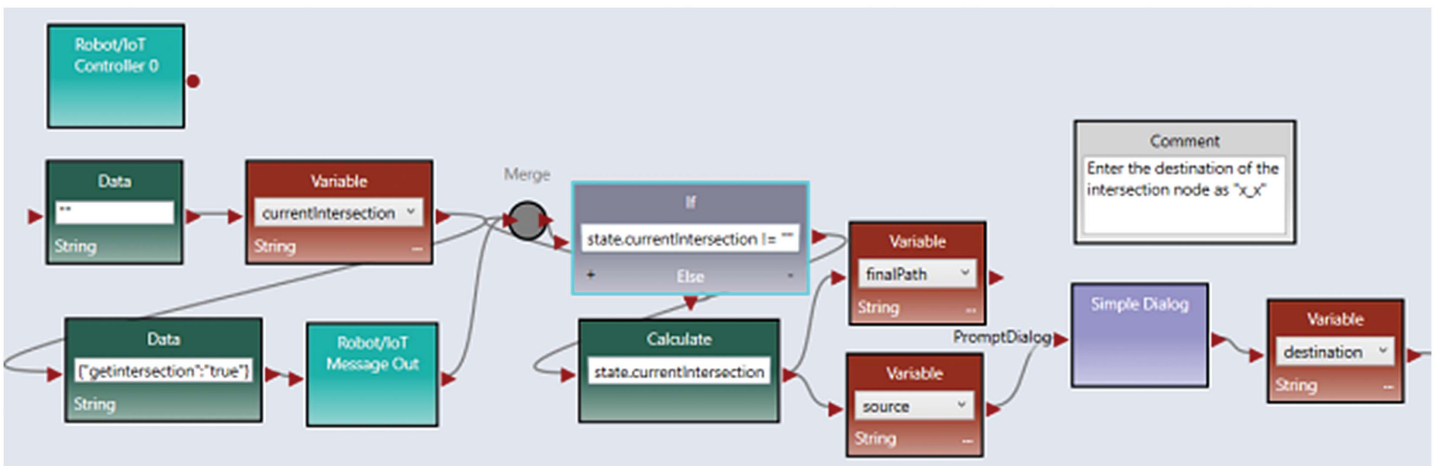 Robot/IoT
Controller 0
Data
""
String
Variable
currentIntersection
String
...
Merge
If
state.currentIntersection != ""
+
Else
-
Variable
finalPath
String
...
Comment
Enter the destination of the
intersection node as "x_x"
Data
{"getintersection":"true"}
String
Robot/IoT
Message Out
Calculate
state.currentIntersection
Variable
source
String
...
PromptDialog
Simple Dialog
Variable
destination
String
...